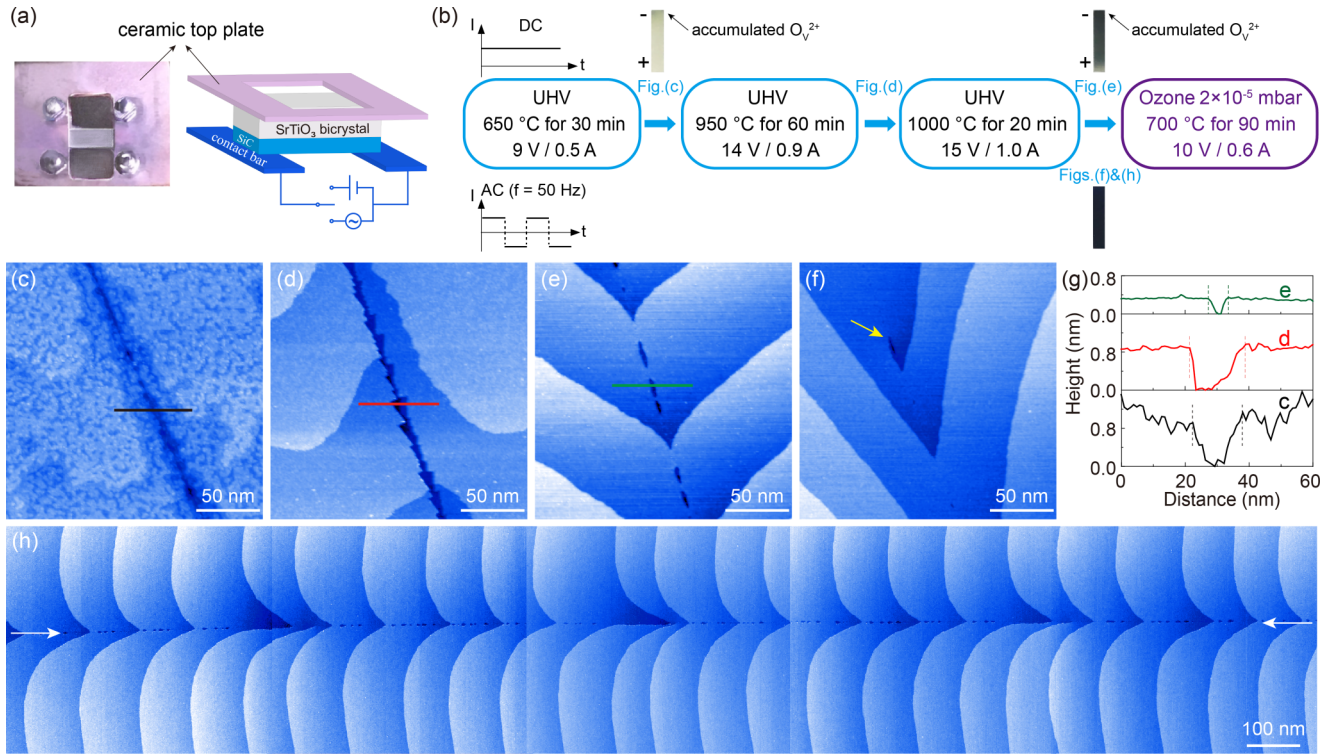 (a)
ceramic top plate
SrTiO₃ bicrystal
SiC
contact bar
(b)
I
DC
t
-
+
accumulated Oᵥ²⁺
-
+
accumulated Oᵥ²⁺
UHV
650 °C for 30 min
9 V / 0.5 A
Fig.(c)
UHV
950 °C for 60 min
14 V / 0.9 A
Fig.(d)
UHV
1000 °C for 20 min
15 V / 1.0 A
Fig.(e)
Figs.(f)&(h)
Ozone 2×10⁻⁵ mbar
700 °C for 90 min
10 V / 0.6 A
I
AC (f = 50 Hz)
t
(c)
50 nm
(d)
50 nm
(e)
50 nm
(f)
50 nm
(g)
0.8
0.0
e
0.8
0.0
d
0.8
0.0
c
Height (nm)
0 20 40 60
Distance (nm)
(h)
100 nm